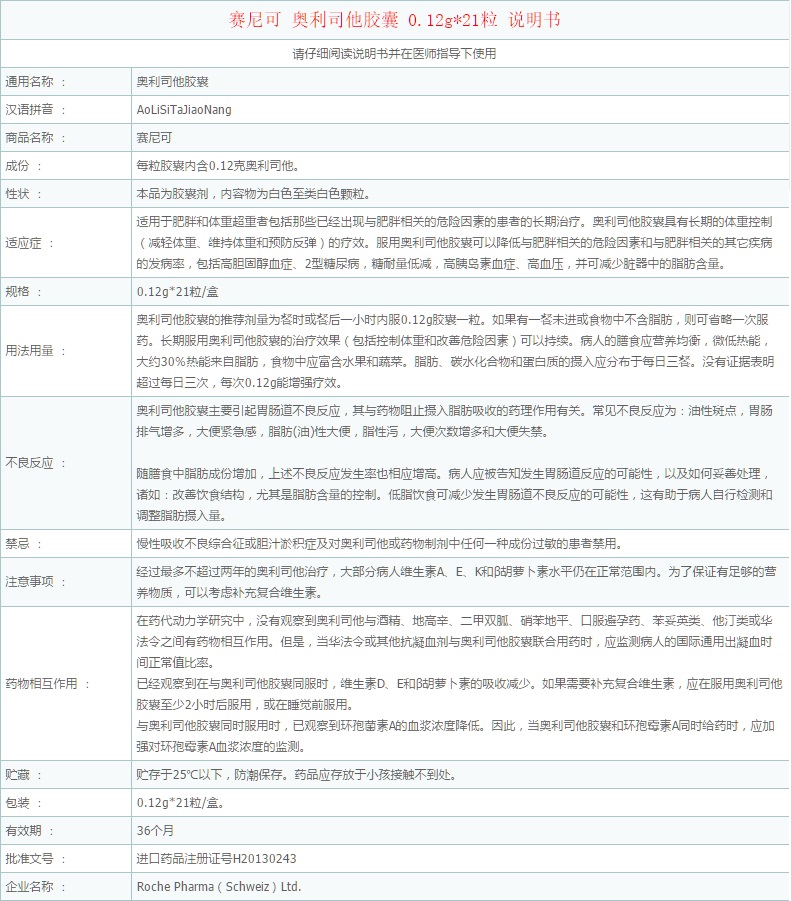 赛尼可 奥利司他胶囊 0.12g*21粒 说明书
请仔细阅读说明书并在医师指导下使用
通用名称 ： 奥利司他胶囊
汉语拼音 ： AoLiSiTaJiaoNang
商品名称 ： 赛尼可
成份 ： 每粒胶囊内含0.12克奥利司他。
性状 ： 本品为胶囊剂，内容物为白色至类白色颗粒。
适应症 ：
适用于肥胖和体重超重者包括那些已经出现与肥胖相关的危险因素的患者的长期治疗。奥利司他胶囊具有长期的体重控制
（减轻体重、维持体重和预防反弹）的疗效。服用奥利司他胶囊可以降低与肥胖相关的危险因素和与肥胖相关的其它疾病
的发病率，包括高胆固醇血症、2型糖尿病，糖耐量低减，高胰岛素血症、高血压，并可减少脏器中的脂肪含量。
规格 ： 0.12g*21粒/盒
用法用量 ：
奥利司他胶囊的推荐剂量为餐时或餐后一小时内服0.12g胶囊一粒。如果有一餐未进或食物中不含脂肪，则可省略一次服
药。长期服用奥利司他胶囊的治疗效果（包括控制体重和改善危险因素）可以持续。病人的膳食应营养均衡，微低热能，
大约30%热能来自脂肪，食物中应富含水果和蔬菜。脂肪、碳水化合物和蛋白质的摄入应分布于每日三餐。没有证据表明
超过每日三次，每次0.12g能增强疗效。
不良反应 ：
奥利司他胶囊主要引起胃肠道不良反应，其与药物阻止摄入脂肪吸收的药理作用有关。常见不良反应为：油性斑点，胃肠
排气增多，大便紧急感，脂肪(油)性大便，脂性泻，大便次数增多和大便失禁。
随膳食中脂肪成份增加，上述不良反应发生率也相应增高。病人应被告知发生胃肠道反应的可能性，以及如何妥善处理，
诸如：改善饮食结构，尤其是脂肪含量的控制。低脂饮食可减少发生胃肠道不良反应的可能性，这有助于病人自行检测和
调整脂肪摄入量。
禁忌 ： 慢性吸收不良综合征或胆汁淤积症及对奥利司他或药物制剂中任何一种成份过敏的患者禁用。
注意事项 ：
经过最多不超过两年的奥利司他治疗，大部分病人维生素A、E、K和β胡萝卜素水平仍在正常范围内。为了保证有足够的营
养物质，可以考虑补充复合维生素。
药物相互作用 ：
在药代动力学研究中，没有观察到奥利司他与酒精、地高辛、二甲双胍、硝苯地平、口服避孕药、苯妥英类、他汀类或华
法令之间有药物相互作用。但是，当华法令或其他抗凝血剂与奥利司他胶囊联合用药时，应监测病人的国际通用出凝血时
间正常值比率。
已经观察到在与奥利司他胶囊同服时，维生素D、E和β胡萝卜素的吸收减少。如果需要补充复合维生素，应在服用奥利司他
胶囊至少2小时后服用，或在睡觉前服用。
与奥利司他胶囊同时服用时，已观察到环孢菌素A的血浆浓度降低。因此，当奥利司他胶囊和环孢霉素A同时给药时，应加
强对环孢霉素A血浆浓度的监测。
贮藏 ： 贮存于25℃以下，防潮保存。药品应存放于小孩接触不到处。
包装 ： 0.12g*21粒/盒。
有效期 ： 36个月
批准文号 ： 进口药品注册证号H20130243
企业名称 ： Roche Pharma（Schweiz）Ltd.